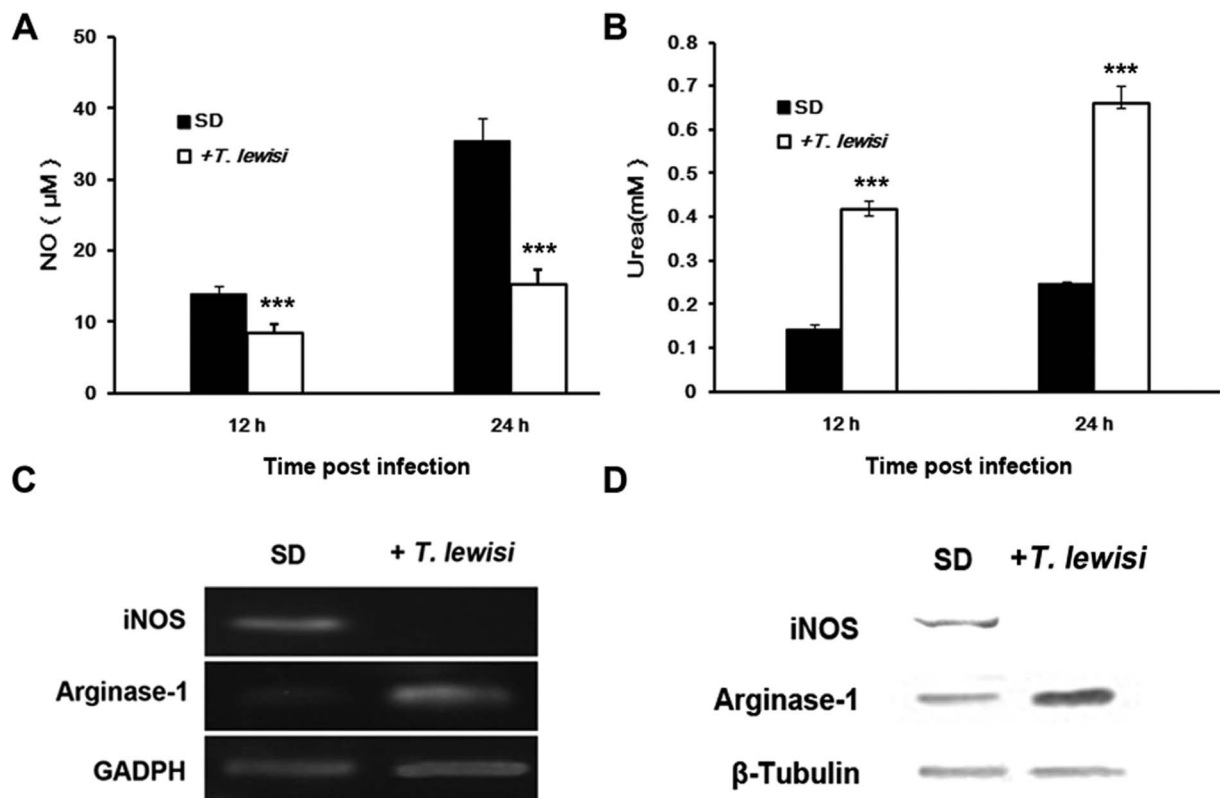 A
50
40
30
20
10
0
NO ( µM )
SD
+T. lewisi
***
***
12 h
24 h
Time post infection
B
0.8
0.7
0.6
0.5
0.4
0.3
0.2
0.1
0
Urea(mM )
SD
+T. lewisi
***
***
12 h
24 h
Time post infection
C
SD
+ T. lewisi
iNOS
Arginase-1
GADPH
D
SD
+T. lewisi
iNOS
Arginase-1
β-Tubulin